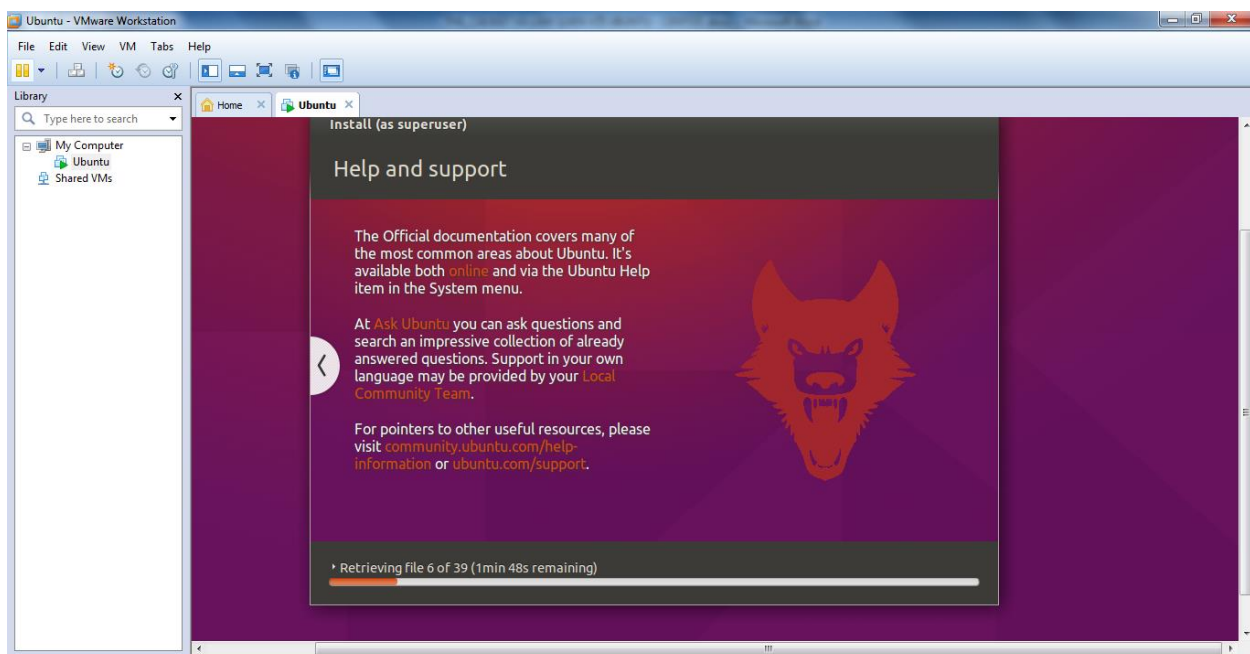 Ubuntu - VMware Workstation
File Edit View VM Tabs Help
Library
Type here to search
My Computer
Ubuntu
Shared VMs
Home
Ubuntu
Install (as superuser)
Help and support
The Official documentation covers many of
the most common areas about Ubuntu. It's
available both online and via the Ubuntu Help
item in the System menu.
At Ask Ubuntu you can ask questions and
search an impressive collection of already
answered questions. Support in your own
language may be provided by your Local
Community Team.
For pointers to other useful resources, please
visit community.ubuntu.com/help-
information or ubuntu.com/support.
Retrieving file 6 of 39 (1min 48s remaining)